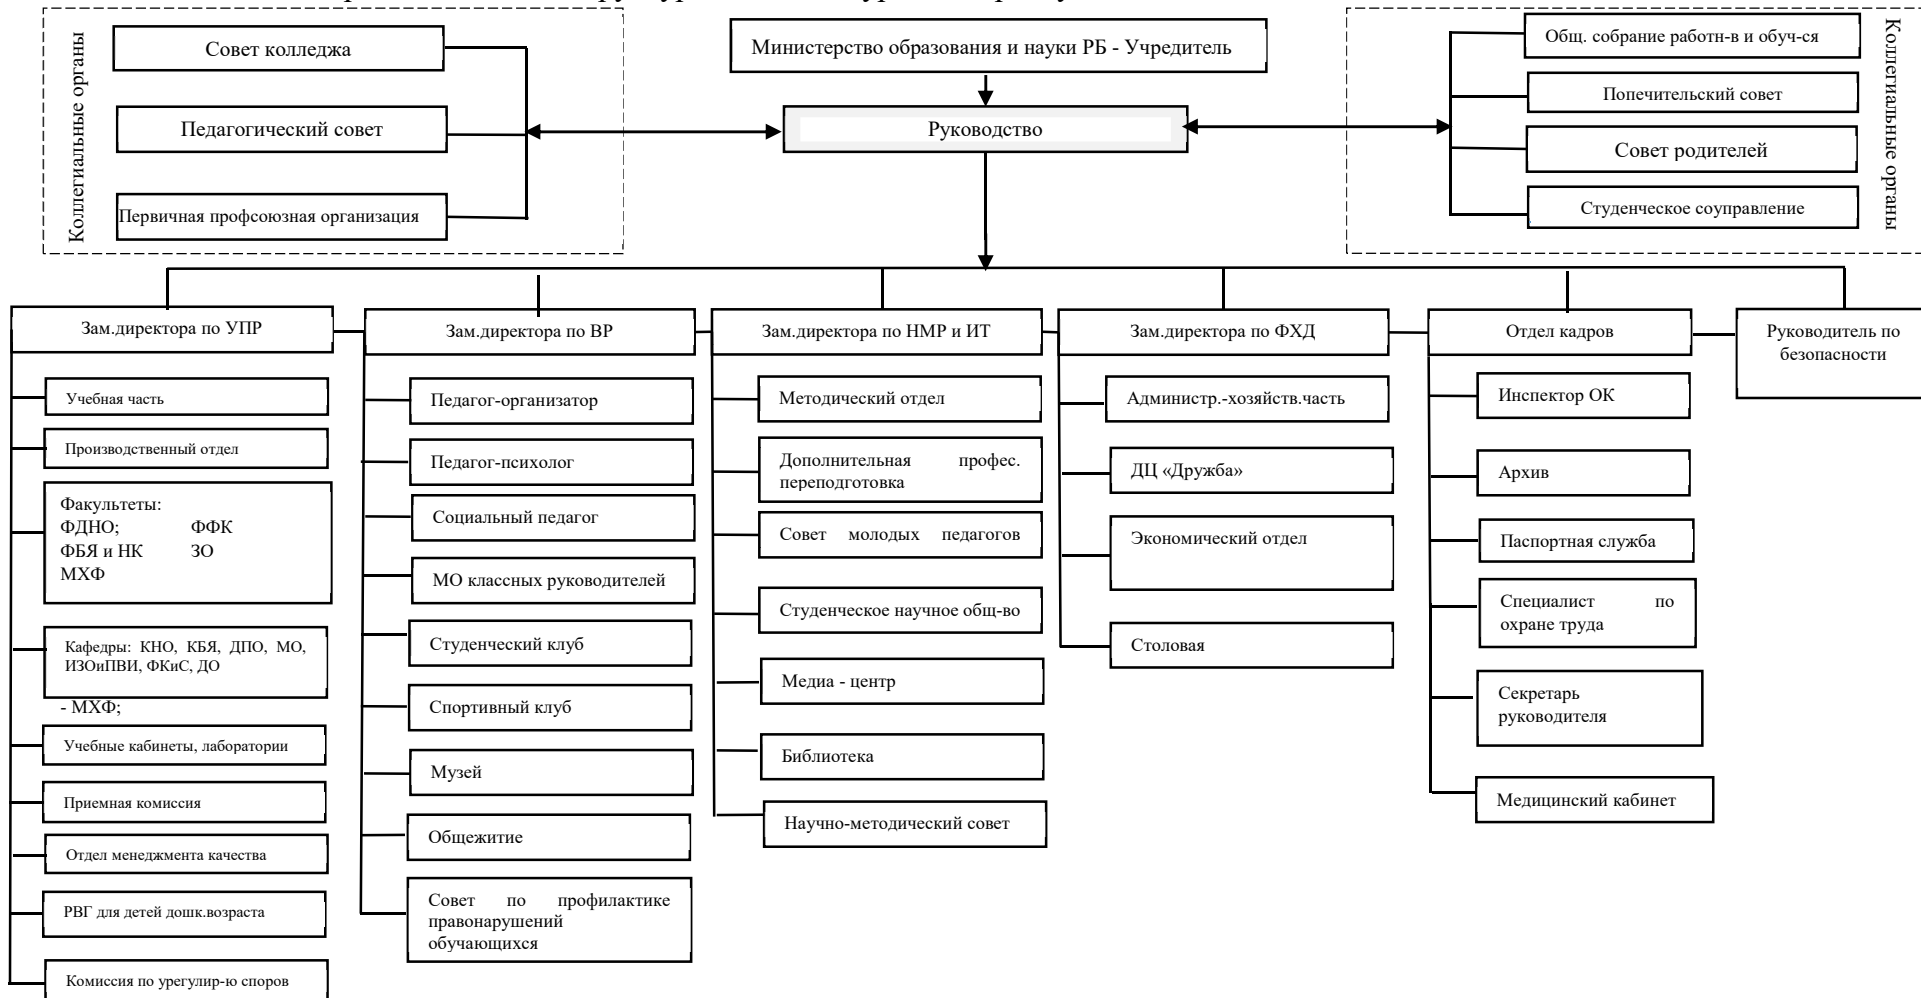 Коллегиальные органы
Совет колледжа
Педагогический совет
Первичная профсоюзная организация
Министерство образования и науки РБ - Учредитель
Руководство
Общ. собрание работн-в и обуч-ся
Попечительский совет
Совет родителей
Студенческое соуправление
Коллегиальные органы
Зам.директора по УПР
Зам.директора по ВР
Зам.директора по НМР и ИТ
Зам.директора по ФХД
Отдел кадров
Руководитель по
безопасности
Учебная часть
Производственный отдел
Факультеты:
ФДНО; ФФК
ФБЯ и НК ЗО
МХФ
Кафедры: КНО, КБЯ, ДПО, МО,
ИЗОиПВИ, ФКиС, ДО
- МХФ;
Учебные кабинеты, лаборатории
Приемная комиссия
Отдел менеджмента качества
РВГ для детей дошк.возраста
Комиссия по урегулир-ю споров
Педагог-организатор
Педагог-психолог
Социальный педагог
МО классных руководителей
Студенческий клуб
Спортивный клуб
Музей
Общежитие
Совет по профилактике
правонарушений
обучающихся
Методический отдел
Дополнительная профес.
переподготовка
Совет молодых педагогов
Студенческое научное общ-во
Медиа - центр
Библиотека
Научно-методический совет
Администр.-хозяйств.часть
ДЦ «Дружба»
Экономический отдел
Столовая
Инспектор ОК
Архив
Паспортная служба
Специалист по
охране труда
Секретарь
руководителя
Медицинский кабинет